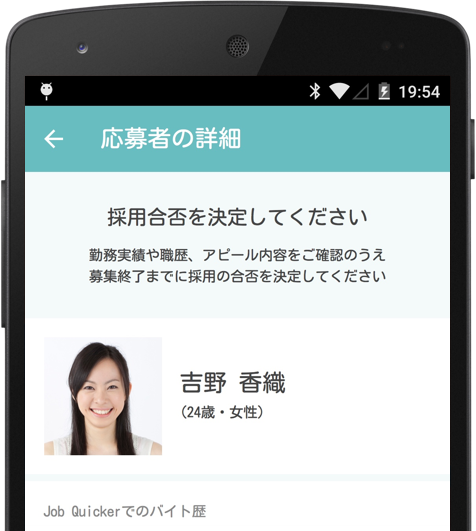 19:54
応募者の詳細
採用合否を決定してください
勤務実績や職歴、アピール内容をご確認のうえ
募集終了までに採用の合否を決定してください
吉野 香織
(24歳・女性)
Job Quickerでのバイト歴